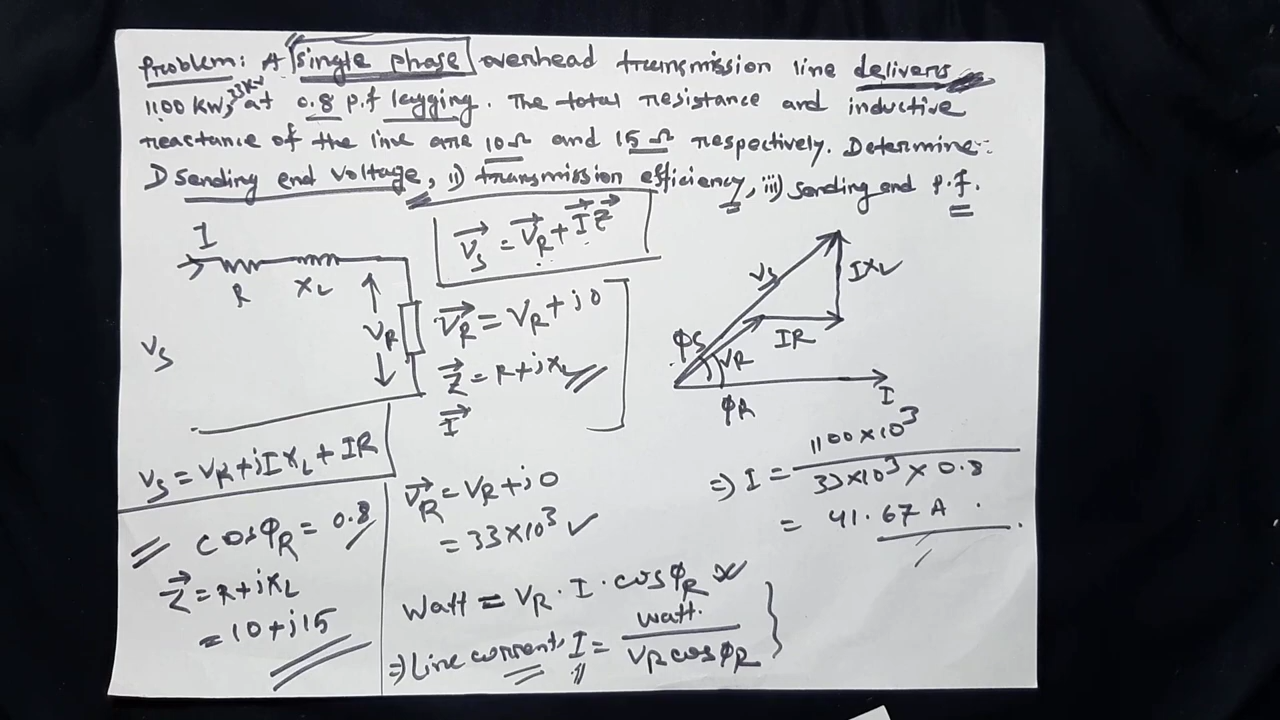 Problem: A single phase overhead transmission line delivers
1100 KW, 33KV at 0.8 p.f lagging. The total resistance and inductive
reactance of the line are 10Ω and 15Ω respectively. Determine:
I) Sending end voltage, ii) transmission efficiency, iii) Sending end p.f.
I
R
XL
VS
VR
VS = VR + IZ
VR = VR + j0
Z = R + jXL
I
VS
IXL
IR
VR
φS
φR
I
VS = VR + jIXL + IR
cosφR = 0.8
Z = R + jXL
= 10 + j15
VR = VR + j0
= 33×10³ ✓
Watt = VR · I · cosφR
⇒ Line current, I = watt / VR cosφR
⇒ I = 1100×10³ / 33×10³ × 0.8
= 41.67 A.